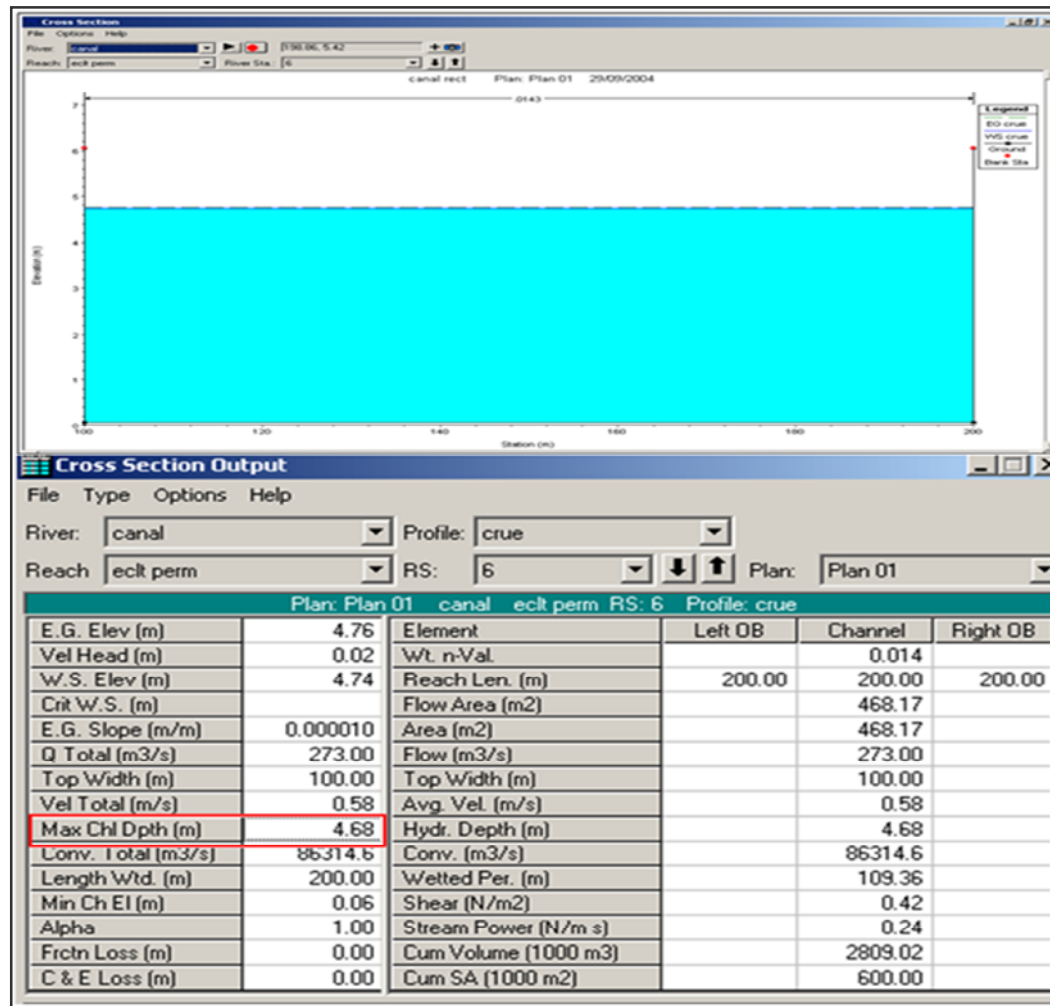 Cross Section
File Options Help
River: canal 198.06, 5.42
Reach: eclt perm River Sta.: 6
canal rect Plan: Plan 01 29/09/2004
.0143
Legend
EG crue
WS crue
Ground
Bank Sta
7
6
5
4
3
2
1
0
100 120 140 160 180 200
Station (m)
Cross Section Output
File Type Options Help
River: canal Profile: crue
Reach eclt perm RS: 6 Plan: Plan 01
Plan: Plan 01 canal eclt perm RS: 6 Profile: crue
E.G. Elev (m) 4.76 Element Left OB Channel Right OB
Vel Head (m) 0.02 Wt. n-Val. 0.014
W.S. Elev (m) 4.74 Reach Len. (m) 200.00 200.00 200.00
Crit W.S. (m) Flow Area (m2) 468.17
E.G. Slope (m/m) 0.000010 Area (m2) 468.17
Q Total (m3/s) 273.00 Flow (m3/s) 273.00
Top Width (m) 100.00 Top Width (m) 100.00
Vel Total (m/s) 0.58 Avg. Vel. (m/s) 0.58
Max Chl Dpth (m) 4.68 Hydr. Depth (m) 4.68
Conv. Total (m3/s) 86314.6 Conv. (m3/s) 86314.6
Length Wtd. (m) 200.00 Wetted Per. (m) 109.36
Min Ch El (m) 0.06 Shear (N/m2) 0.42
Alpha 1.00 Stream Power (N/m s) 0.24
Frctn Loss (m) 0.00 Cum Volume (1000 m3) 2809.02
C & E Loss (m) 0.00 Cum SA (1000 m2) 600.00